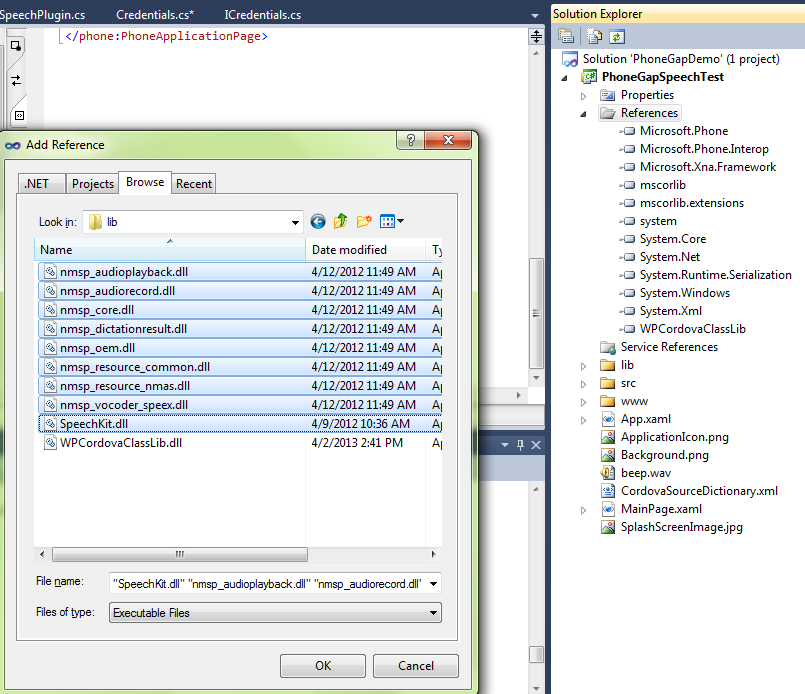 SpeechPlugin.cs Credentials.cs* ICredentials.cs
</phone:PhoneApplicationPage>
Add Reference
.NET Projects Browse Recent
Look in: lib
Name Date modified Ty
nmsp_audioplayback.dll 4/12/2012 11:49 AM Ap
nmsp_audiorecord.dll 4/12/2012 11:49 AM Ap
nmsp_core.dll 4/12/2012 11:49 AM Ap
nmsp_dictationresult.dll 4/12/2012 11:49 AM Ap
nmsp_oem.dll 4/12/2012 11:49 AM Ap
nmsp_resource_common.dll 4/12/2012 11:49 AM Ap
nmsp_resource_nmas.dll 4/12/2012 11:49 AM Ap
nmsp_vocoder_speex.dll 4/12/2012 11:49 AM Ap
SpeechKit.dll 4/9/2012 10:36 AM Ap
WPCordovaClassLib.dll 4/2/2013 2:41 PM Ap
File name: "SpeechKit.dll" "nmsp_audioplayback.dll" "nmsp_audiorecord.dll"
Files of type: Executable Files
OK Cancel
Solution Explorer
Solution 'PhoneGapDemo' (1 project)
PhoneGapSpeechTest
Properties
References
Microsoft.Phone
Microsoft.Phone.Interop
Microsoft.Xna.Framework
mscorlib
mscorlib.extensions
system
System.Core
System.Net
System.Runtime.Serialization
System.Windows
System.Xml
WPCordovaClassLib
Service References
lib
src
www
App.xaml
ApplicationIcon.png
Background.png
beep.wav
CordovaSourceDictionary.xml
MainPage.xaml
SplashScreenImage.jpg